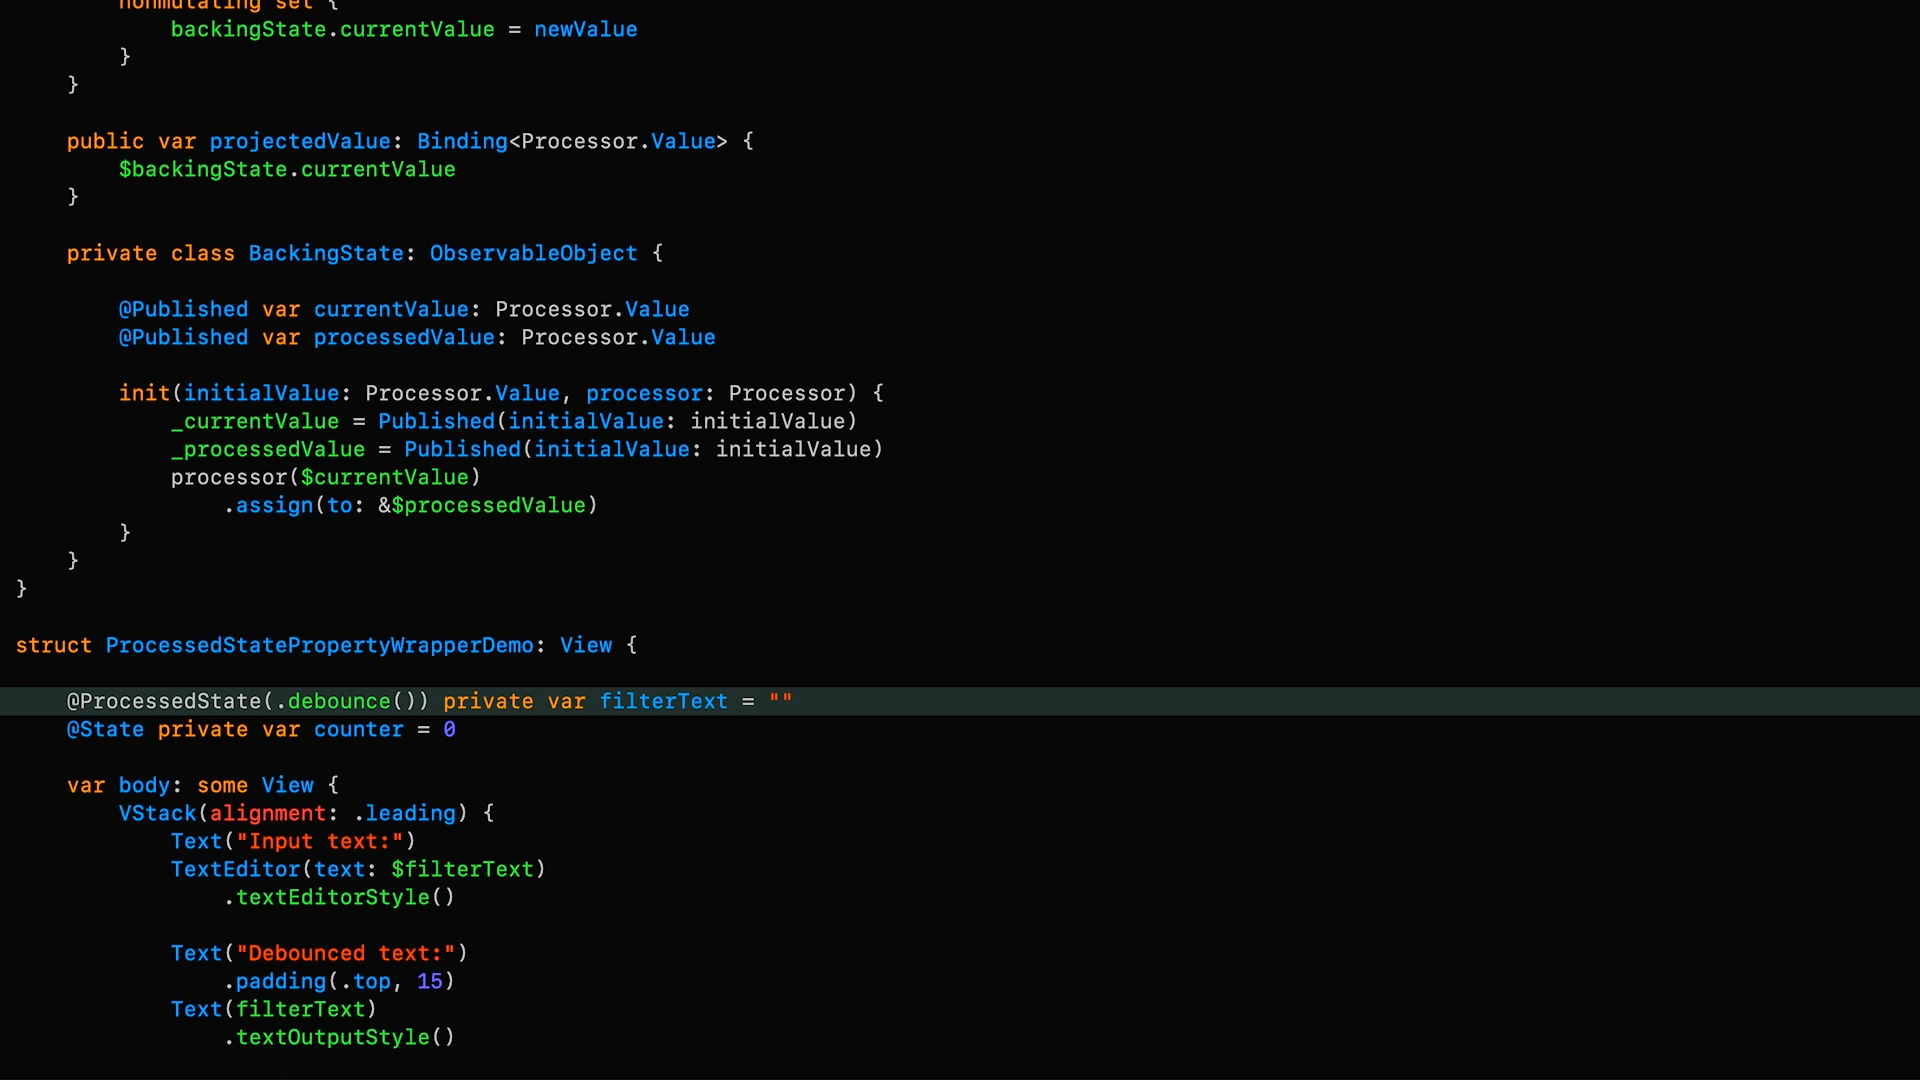 nonmutating set {
backingState.currentValue = newValue
}
}
public var projectedValue: Binding<Processor.Value> {
$backingState.currentValue
}
private class BackingState: ObservableObject {
@Published var currentValue: Processor.Value
@Published var processedValue: Processor.Value
init(initialValue: Processor.Value, processor: Processor) {
_currentValue = Published(initialValue: initialValue)
_processedValue = Published(initialValue: initialValue)
processor($currentValue)
.assign(to: &$processedValue)
}
}
}
struct ProcessedStatePropertyWrapperDemo: View {
@ProcessedState(.debounce()) private var filterText = ""
@State private var counter = 0
var body: some View {
VStack(alignment: .leading) {
Text("Input text:")
TextEditor(text: $filterText)
.textEditorStyle()
Text("Debounced text:")
.padding(.top, 15)
Text(filterText)
.textOutputStyle()